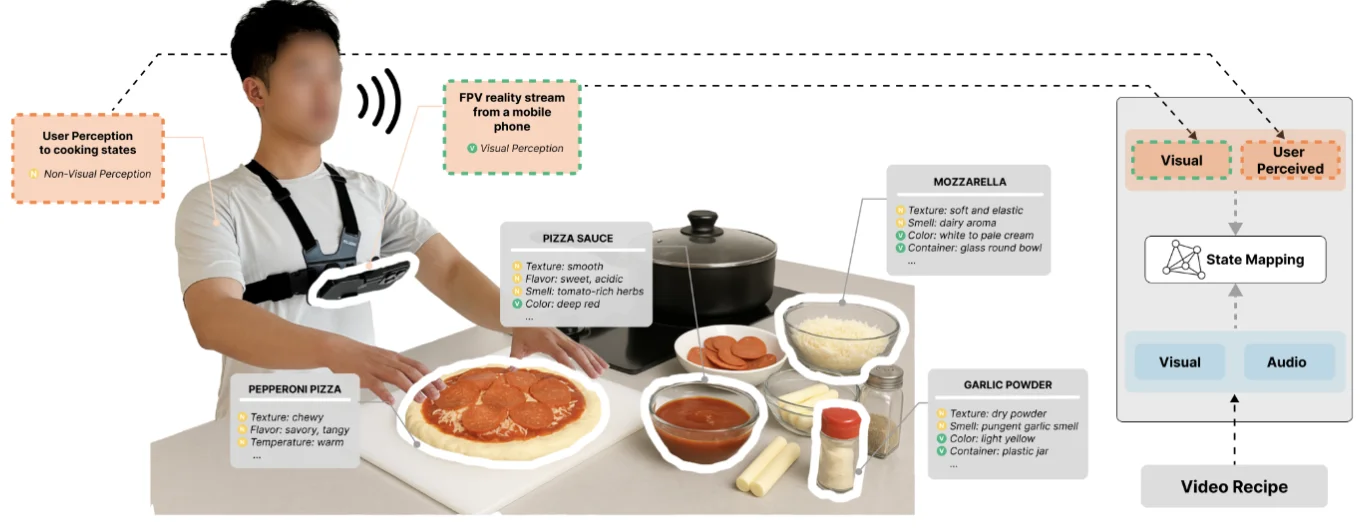 User Perception
to cooking states
N Non-Visual Perception
FPV reality stream
from a mobile
phone
V Visual Perception
PIZZA SAUCE
N Texture: smooth
N Flavor: sweet, acidic
N Smell: tomato-rich herbs
V Color: deep red
...
MOZZARELLA
N Texture: soft and elastic
N Smell: dairy aroma
V Color: white to pale cream
V Container: glass round bowl
...
PEPPERONI PIZZA
N Texture: chewy
N Flavor: savory, tangy
N Temperature: warm
...
GARLIC POWDER
N Texture: dry powder
N Smell: pungent garlic smell
V Color: light yellow
V Container: plastic jar
...
Visual
User
Perceived
State Mapping
Visual
Audio
Video Recipe